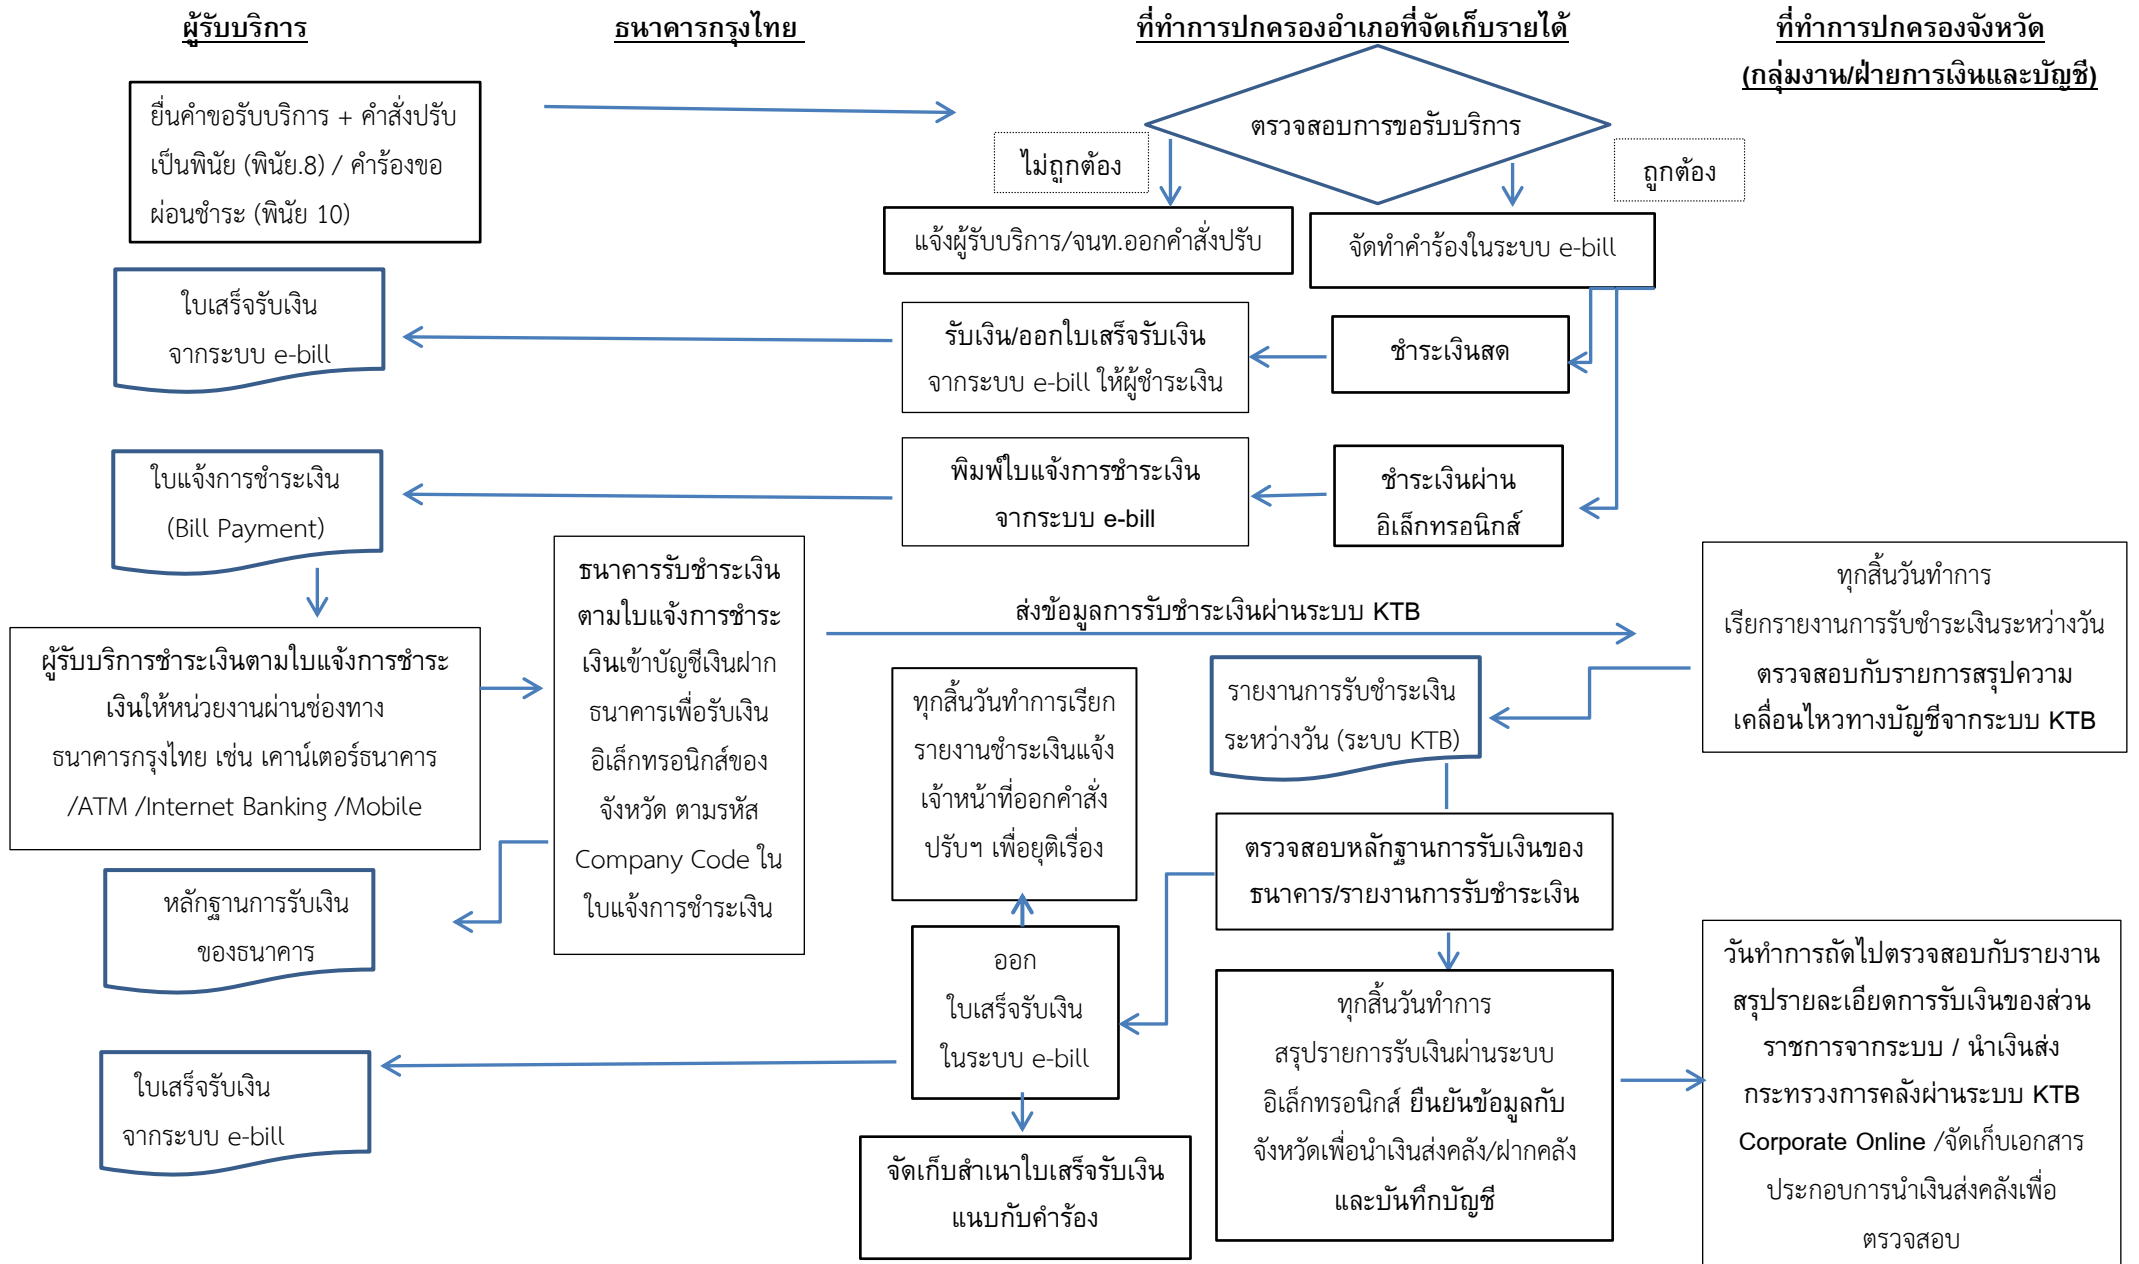 ผู้รับบริการ
ธนาคารกรุงไทย
ที่ทำการปกครองอำเภอที่จัดเก็บรายได้
ที่ทำการปกครองจังหวัด
(กลุ่มงาน/ฝ่ายการเงินและบัญชี)
ยื่นคำขอรับบริการ + คำสั่งปรับ
เป็นพินัย (พินัย.8) / คำร้องขอ
ผ่อนชำระ (พินัย 10)
ตรวจสอบการขอรับบริการ
ไม่ถูกต้อง
ถูกต้อง
แจ้งผู้รับบริการ/จนท.ออกคำสั่งปรับ
จัดทำคำร้องในระบบ e-bill
ใบเสร็จรับเงิน
จากระบบ e-bill
รับเงิน/ออกใบเสร็จรับเงิน
จากระบบ e-bill ให้ผู้ชำระเงิน
ชำระเงินสด
ใบแจ้งการชำระเงิน
(Bill Payment)
พิมพ์ใบแจ้งการชำระเงิน
จากระบบ e-bill
ชำระเงินผ่าน
อิเล็กทรอนิกส์
ผู้รับบริการชำระเงินตามใบแจ้งการชำระ
เงินให้หน่วยงานผ่านช่องทาง
ธนาคารกรุงไทย เช่น เคาน์เตอร์ธนาคาร
/ATM /Internet Banking /Mobile
ธนาคารรับชำระเงิน
ตามใบแจ้งการชำระ
เงินเข้าบัญชีเงินฝาก
ธนาคารเพื่อรับเงิน
อิเล็กทรอนิกส์ของ
จังหวัด ตามรหัส
Company Code ใน
ใบแจ้งการชำระเงิน
ส่งข้อมูลการรับชำระเงินผ่านระบบ KTB
ทุกสิ้นวันทำการ
เรียกรายงานการรับชำระเงินระหว่างวัน
ตรวจสอบกับรายการสรุปความ
เคลื่อนไหวทางบัญชีจากระบบ KTB
รายงานการรับชำระเงิน
ระหว่างวัน (ระบบ KTB)
ทุกสิ้นวันทำการเรียก
รายงานชำระเงินแจ้ง
เจ้าหน้าที่ออกคำสั่ง
ปรับฯ เพื่อยุติเรื่อง
ตรวจสอบหลักฐานการรับเงินของ
ธนาคาร/รายงานการรับชำระเงิน
หลักฐานการรับเงิน
ของธนาคาร
ออก
ใบเสร็จรับเงิน
ในระบบ e-bill
ทุกสิ้นวันทำการ
สรุปรายการรับเงินผ่านระบบ
อิเล็กทรอนิกส์ ยืนยันข้อมูลกับ
จังหวัดเพื่อนำเงินส่งคลัง/ฝากคลัง
และบันทึกบัญชี
วันทำการถัดไปตรวจสอบกับรายงาน
สรุปรายละเอียดการรับเงินของส่วน
ราชการจากระบบ / นำเงินส่ง
กระทรวงการคลังผ่านระบบ KTB
Corporate Online /จัดเก็บเอกสาร
ประกอบการนำเงินส่งคลังเพื่อ
ตรวจสอบ
ใบเสร็จรับเงิน
จากระบบ e-bill
จัดเก็บสำเนาใบเสร็จรับเงิน
แนบกับคำร้อง